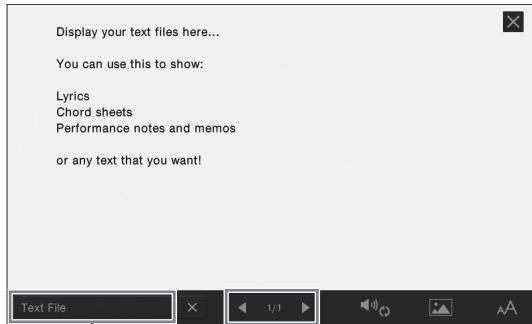 Display your text files here...
You can use this to show:
Lyrics
Chord sheets
Performance notes and memos
or any text that you want!
Text File
1/1
AA